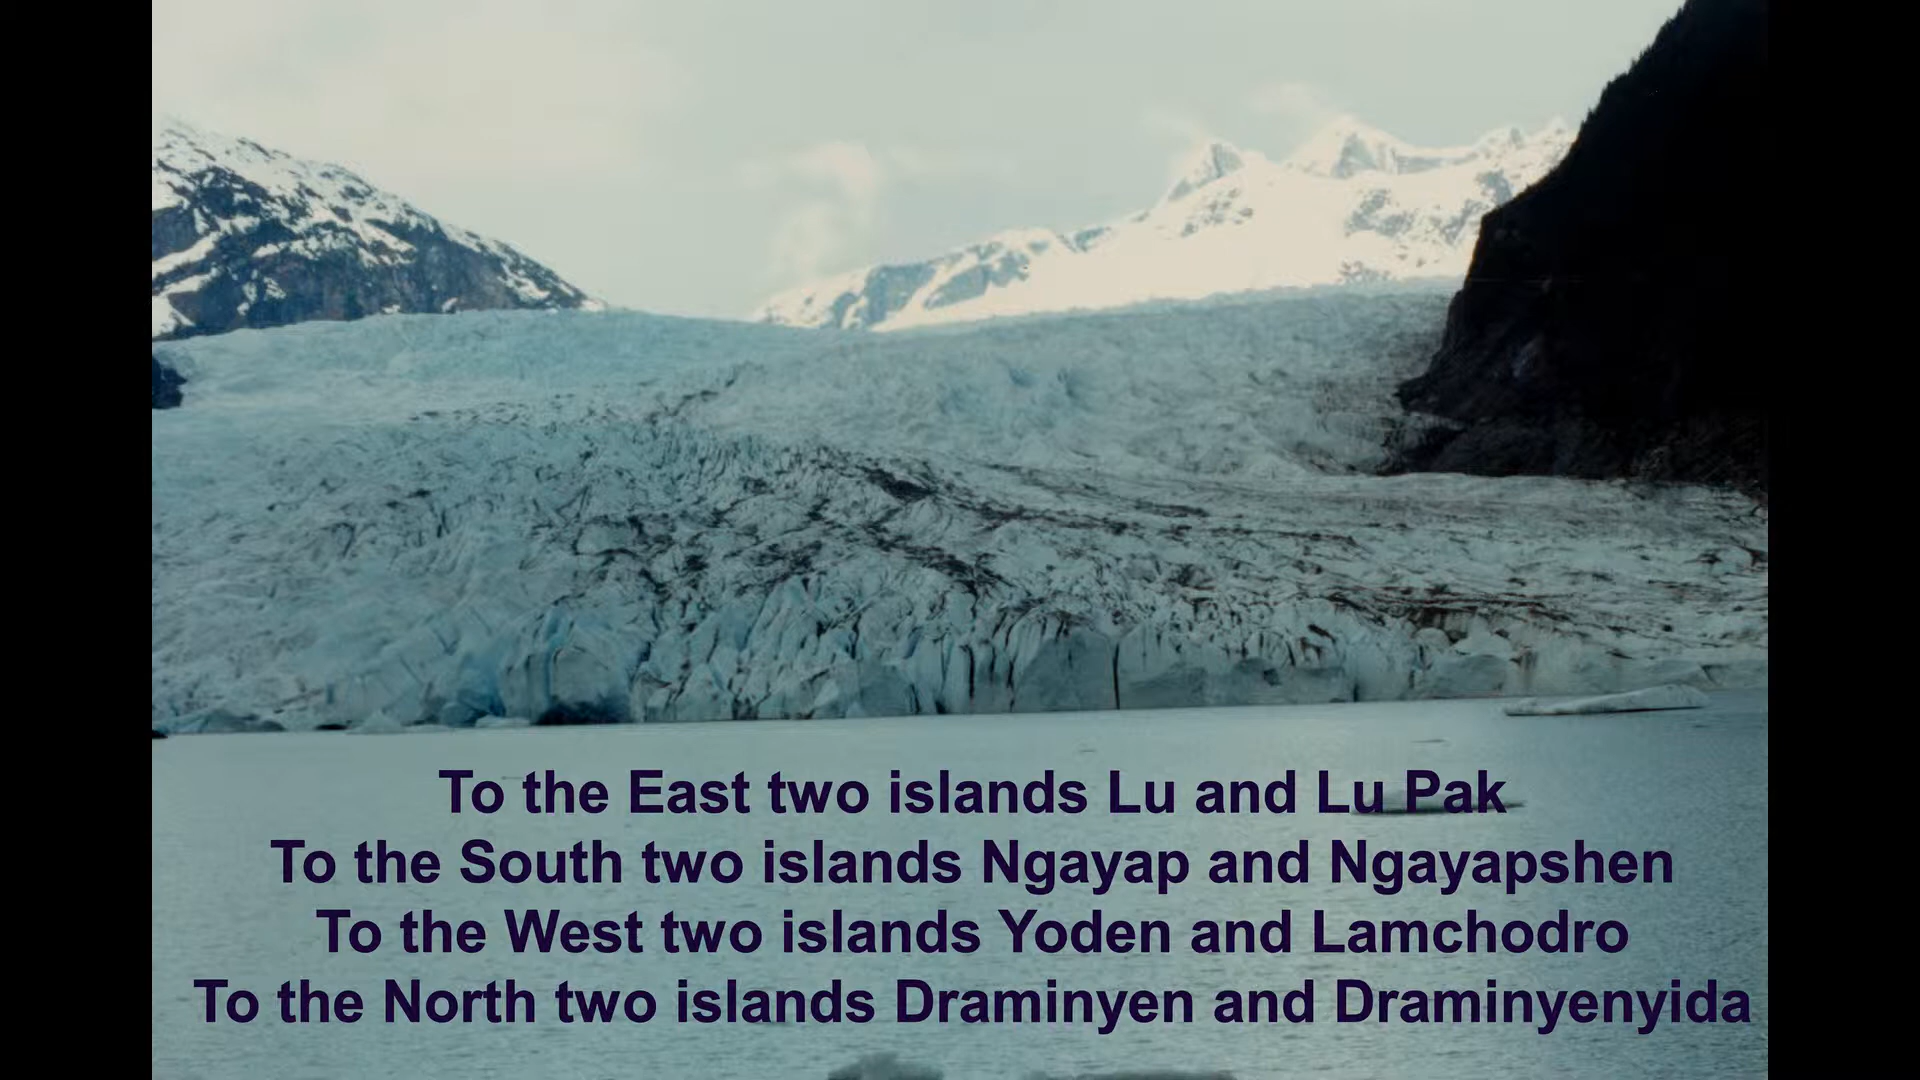 To the East two islands Lu and Lu Pak
To the South two islands Ngayap and Ngayapshen
To the West two islands Yoden and Lamchodro
To the North two islands Draminyen and Draminyenyida